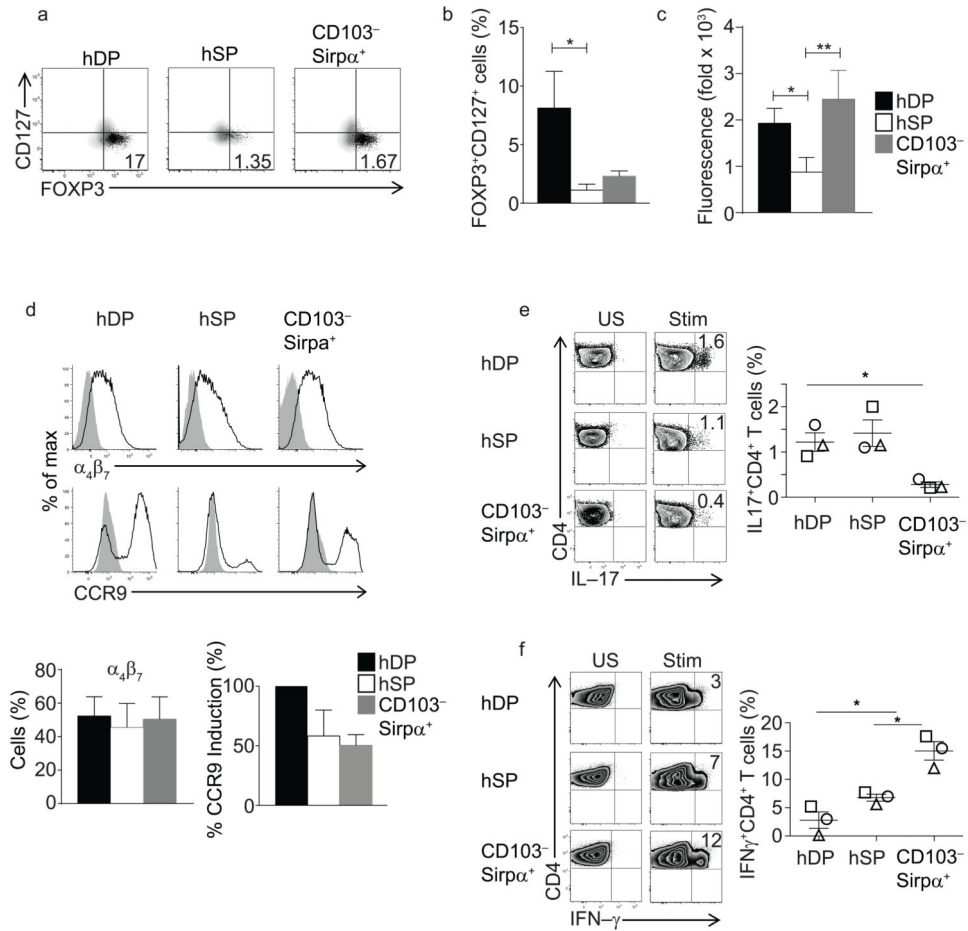 a
hDP
hSP
CD103–
Sirpα+
CD127
17
1.35
1.67
FOXP3
b
FOXP3+CD127+ cells (%)
15
10
5
0
*
c
Fluorescence (fold x 10³)
4
3
2
1
0
*
**
hDP
hSP
CD103–
Sirpα+
d
hDP
hSP
CD103–
Sirpa+
% of max
α4β7
CCR9
Cells (%)
80
60
40
20
0
α4β7
% CCR9 Induction (%)
100
50
0
hDP
hSP
CD103–
Sirpα+
e
US
Stim
hDP
1.6
hSP
1.1
CD103–
Sirpα+
0.4
CD4
IL–17
IL17+CD4+ T cells (%)
2
1
0
*
hDP
hSP
CD103–
Sirpα+
f
US
Stim
hDP
3
hSP
7
CD103–
Sirpα+
12
CD4
IFN–γ
IFNγ+CD4+ T cells (%)
20
15
10
5
0
*
*
hDP
hSP
CD103–
Sirpα+